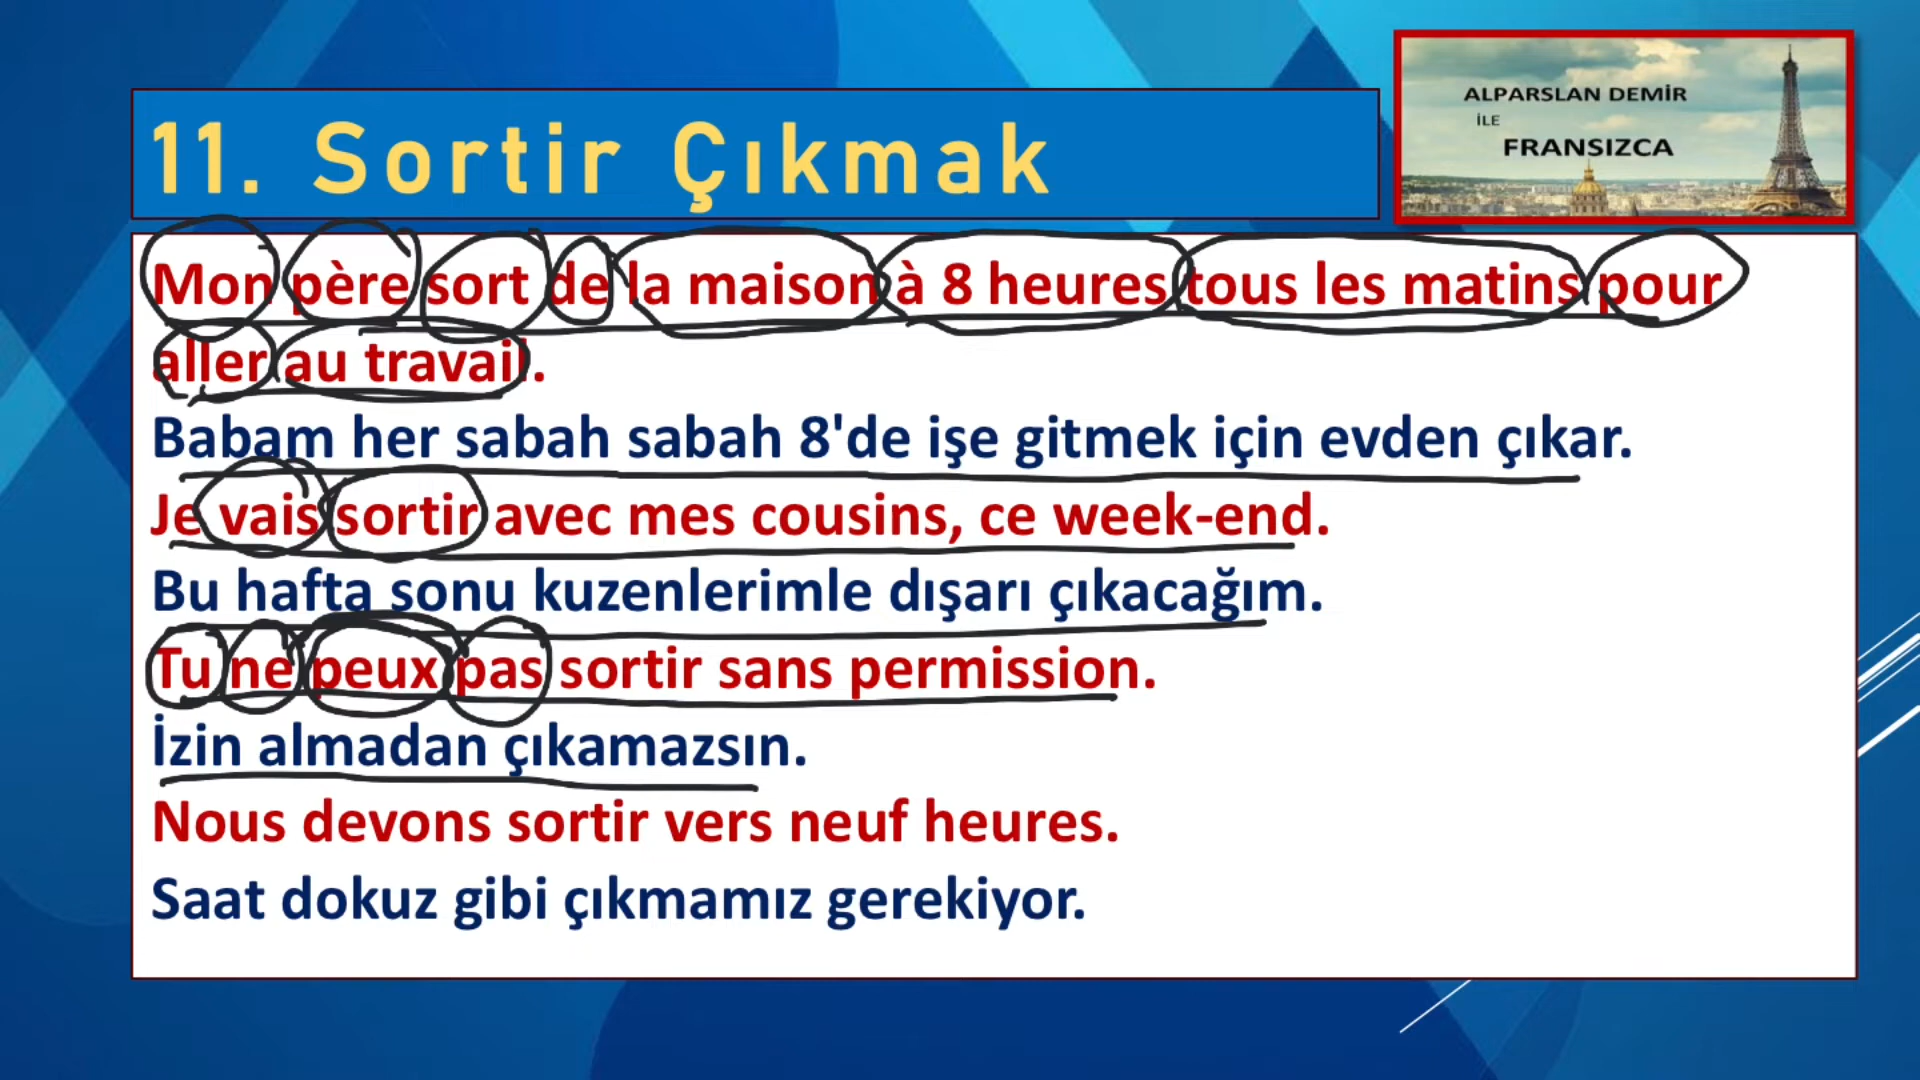 11. Sortir Çıkmak
ALPARSLAN DEMİR
İLE
FRANSIZCA
Mon père sort de la maison à 8 heures tous les matins pour
aller au travail.
Babam her sabah sabah 8'de işe gitmek için evden çıkar.
Je vais sortir avec mes cousins, ce week-end.
Bu hafta sonu kuzenlerimle dışarı çıkacağım.
Tu ne peux pas sortir sans permission.
İzin almadan çıkamazsın.
Nous devons sortir vers neuf heures.
Saat dokuz gibi çıkmamız gerekiyor.